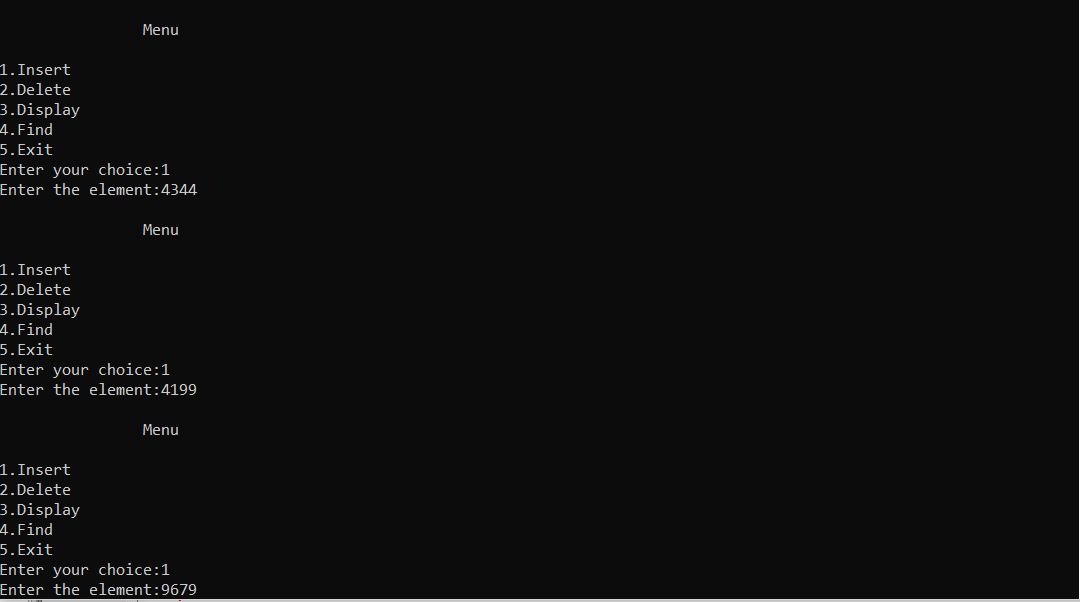 Menu
1.Insert
2.Delete
3.Display
4.Find
5.Exit
Enter your choice:1
Enter the element:4344
Menu
1.Insert
2.Delete
3.Display
4.Find
5.Exit
Enter your choice:1
Enter the element:4199
Menu
1.Insert
2.Delete
3.Display
4.Find
5.Exit
Enter your choice:1
Enter the element:9679